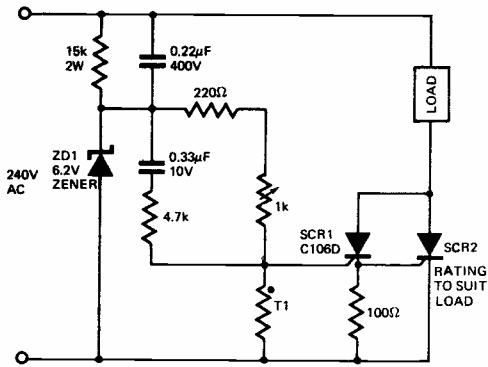 15k
2W
0.22µF
400V
220Ω
LOAD
ZD1
6.2V
ZENER
0.33µF
10V
240V
AC
4.7k
1k
SCR1
C106D
SCR2
RATING
TO SUIT
LOAD
T1
100Ω